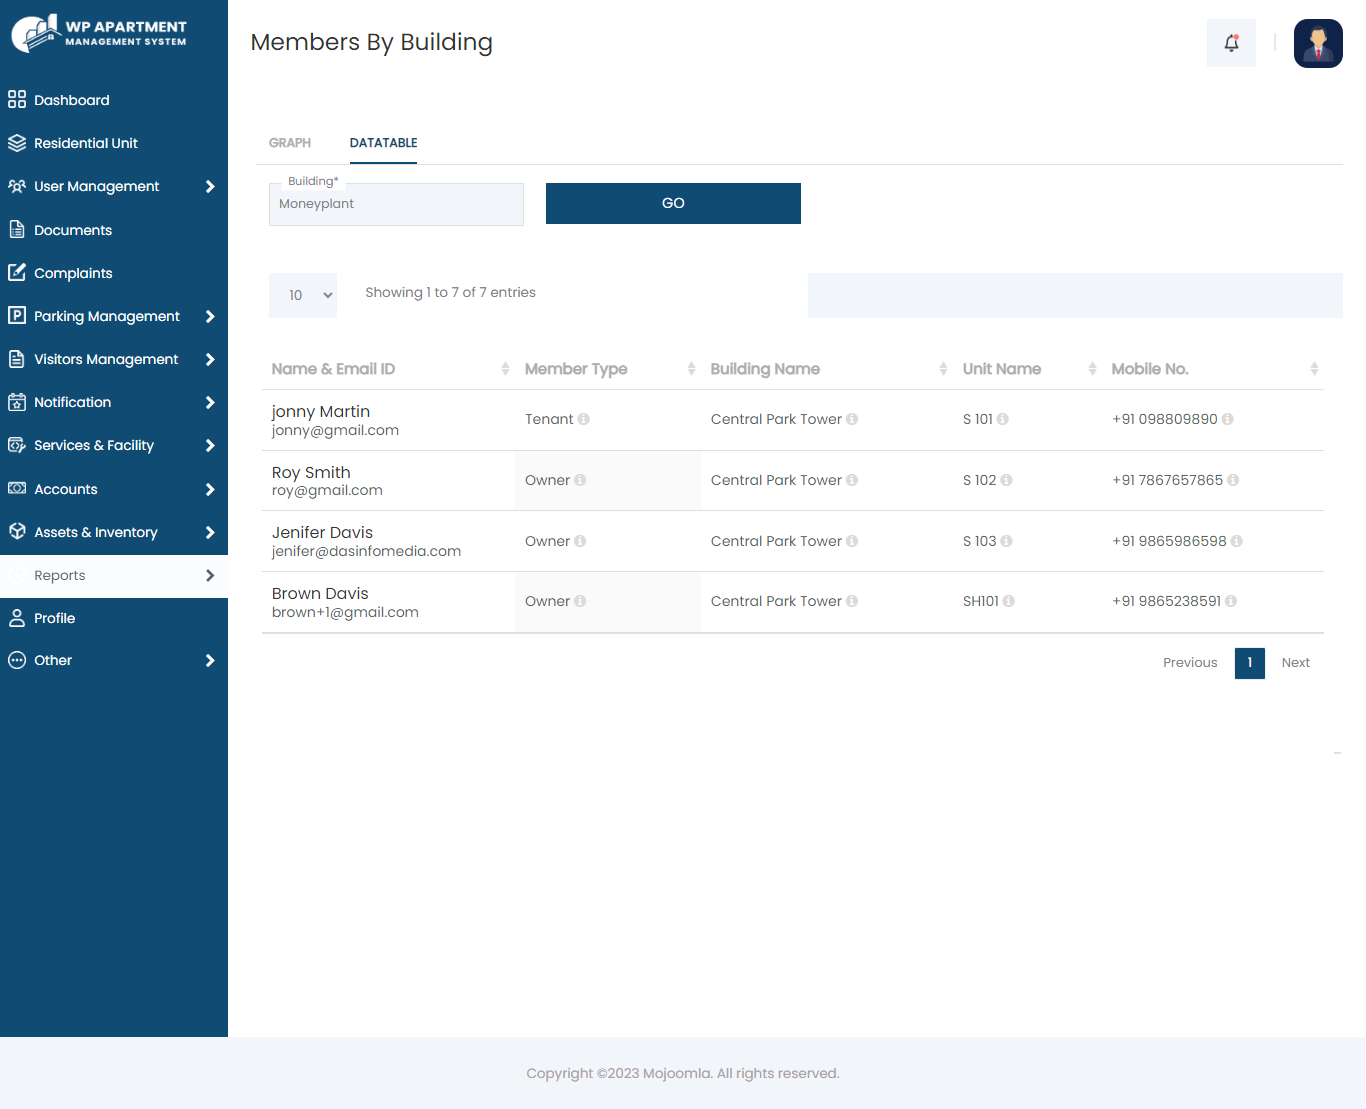 WP APARTMENT
MANAGEMENT SYSTEM
Members By Building
Dashboard
Residential Unit
User Management
Documents
Complaints
Parking Management
Visitors Management
Notification
Services & Facility
Accounts
Assets & Inventory
Reports
Profile
Other
GRAPH DATATABLE
Building*
Moneyplant
GO
10 Showing 1 to 7 of 7 entries
Name & Email ID Member Type Building Name Unit Name Mobile No.
jonny Martin
jonny@gmail.com
Tenant Central Park Tower S 101 +91 098809890
Roy Smith
roy@gmail.com
Owner Central Park Tower S 102 +91 7867657865
Jenifer Davis
jenifer@dasinfomedia.com
Owner Central Park Tower S 103 +91 9865986598
Brown Davis
brown+1@gmail.com
Owner Central Park Tower SH101 +91 9865238591
Previous 1 Next
Copyright ©2023 Mojoomla. All rights reserved.